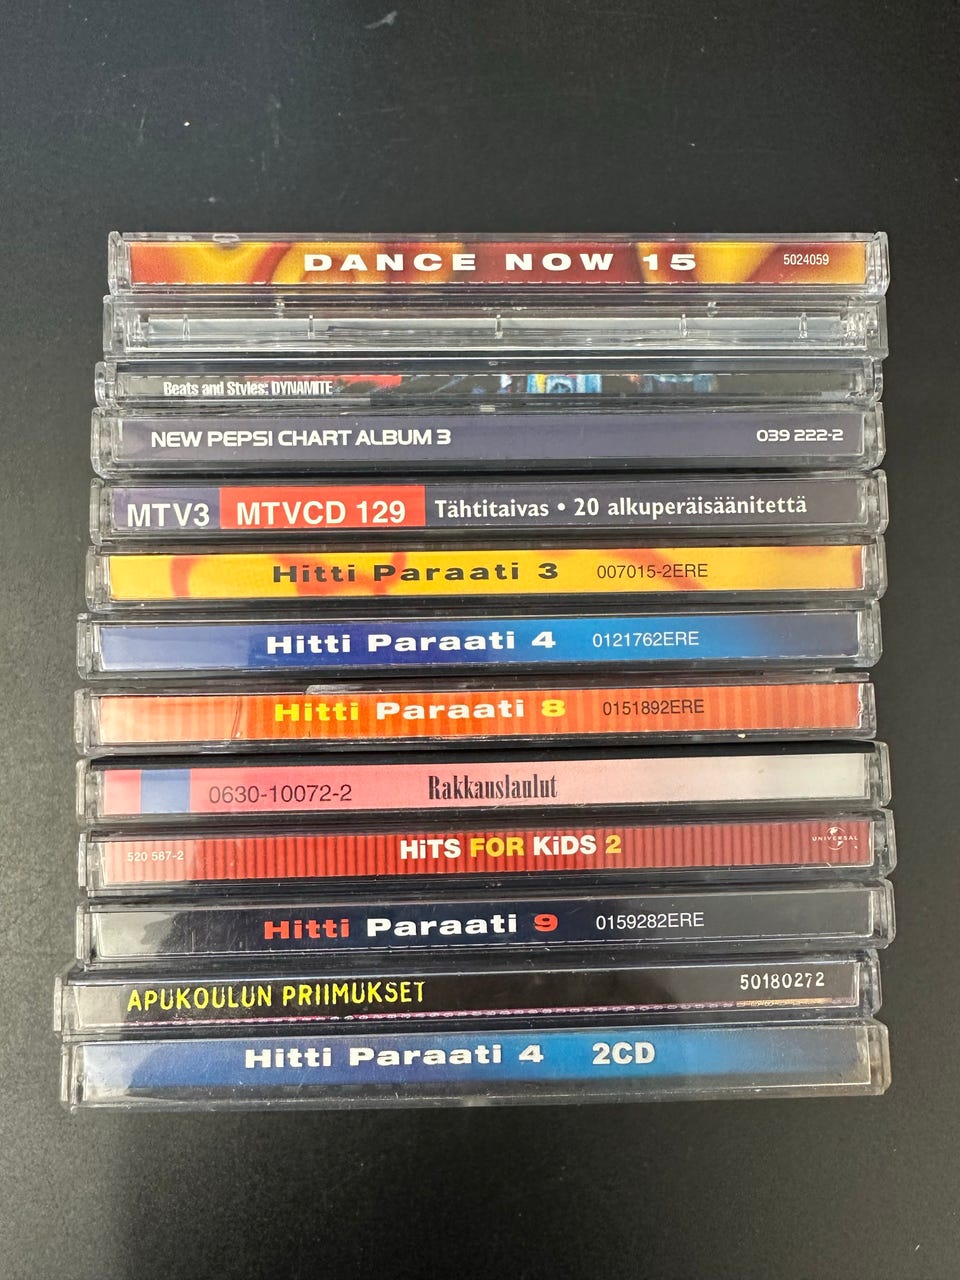 DANCE NOW 15 5024059
Beats and Styles: DYNAMITE
NEW PEPSI CHART ALBUM 3 039 222-2
MTV3 MTVCD 129 Tähtitaivas • 20 alkuperäisäänitettä
Hitti Paraati 3 007015-2ERE
Hitti Paraati 4 0121762ERE
Hitti Paraati 8 0151892ERE
0630-10072-2 Rakkauslaulut
520 587-2 HiTS FOR KiDS 2 UNIVERSAL
Hitti Paraati 9 0159282ERE
APUKOULUN PRIIMUKSET 50180272
Hitti Paraati 4 2CD